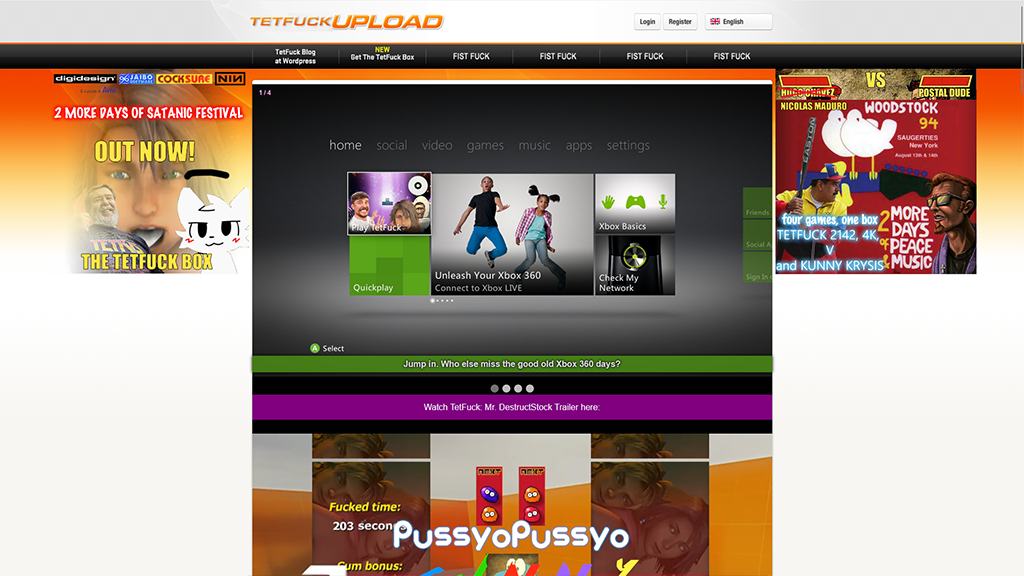 TETFUCKUPLOAD
Login
Register
English
TetFuck Blog
at Wordpress
NEW
Get The TetFuck Box
FIST FUCK
FIST FUCK
FIST FUCK
FIST FUCK
digidesign
JAIBO
COCKSURE
NIN
2 MORE DAYS OF SATANIC FESTIVAL
OUT NOW!
THE TETFUCK BOX
1 / 4
home
social
video
games
music
apps
settings
Play TetFuck
Quickplay
Unleash Your Xbox 360
Connect to Xbox LIVE
Xbox Basics
Check My
Network
Friends
Social A
Sign In
A Select
Jump in. Who else miss the good old Xbox 360 days?
Watch TetFuck: Mr. DestructStock Trailer here:
Fucked time:
203 seconds
PussyoPussyo
Cum bonus:
VS
HUGO CHAVEZ
NICOLAS MADURO
POSTAL DUDE
WOODSTOCK
94
SAUGERTIES
New York
August 13th & 14th
EASTON
four games, one box
TETFUCK 2142, 4K,
V
and KUNNY KRYSIS
2 MORE
DAYS
OF
PEACE
& MUSIC